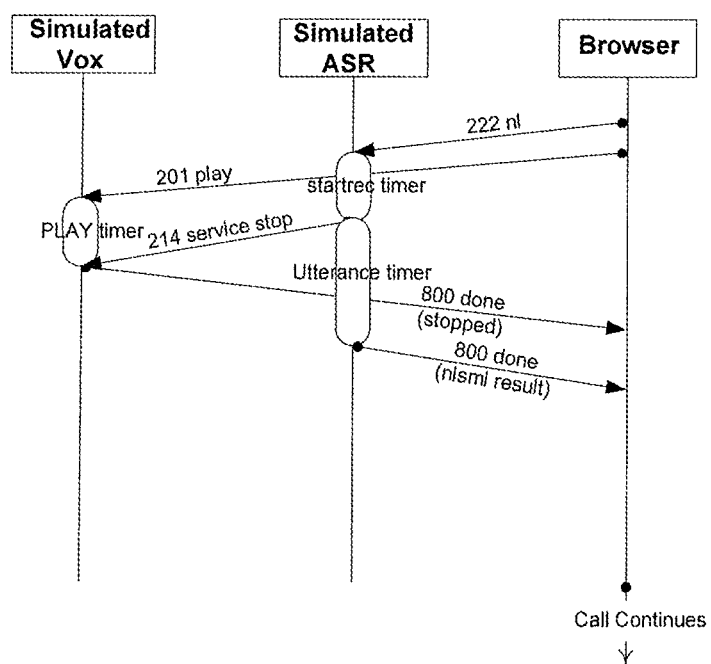 Simulated
Vox
Simulated
ASR
Browser
222 nl
201 play
startrec timer
PLAY timer
214 service stop
Utterance timer
800 done
(stopped)
800 done
(nlsml result)
Call Continues